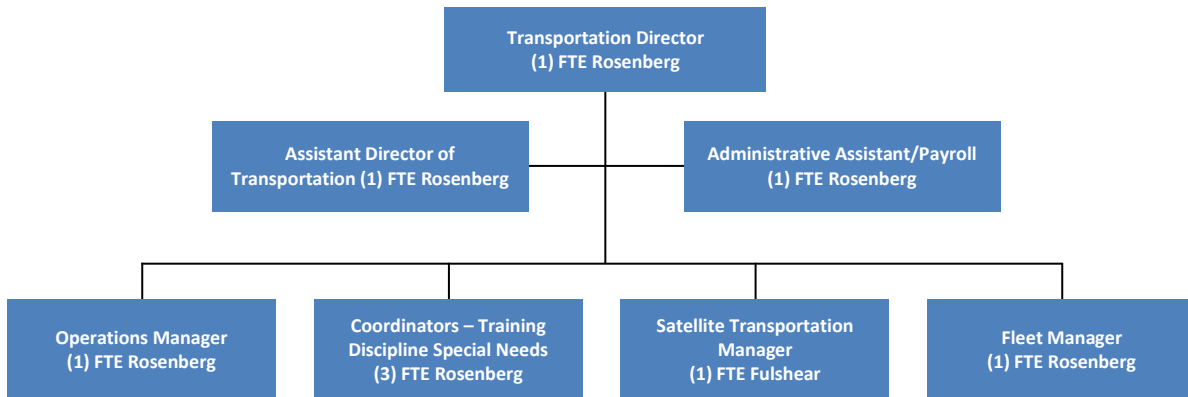 Transportation Director
(1) FTE Rosenberg
Assistant Director of
Transportation (1) FTE Rosenberg
Administrative Assistant/Payroll
(1) FTE Rosenberg
Operations Manager
(1) FTE Rosenberg
Coordinators – Training
Discipline Special Needs
(3) FTE Rosenberg
Satellite Transportation
Manager
(1) FTE Fulshear
Fleet Manager
(1) FTE Rosenberg